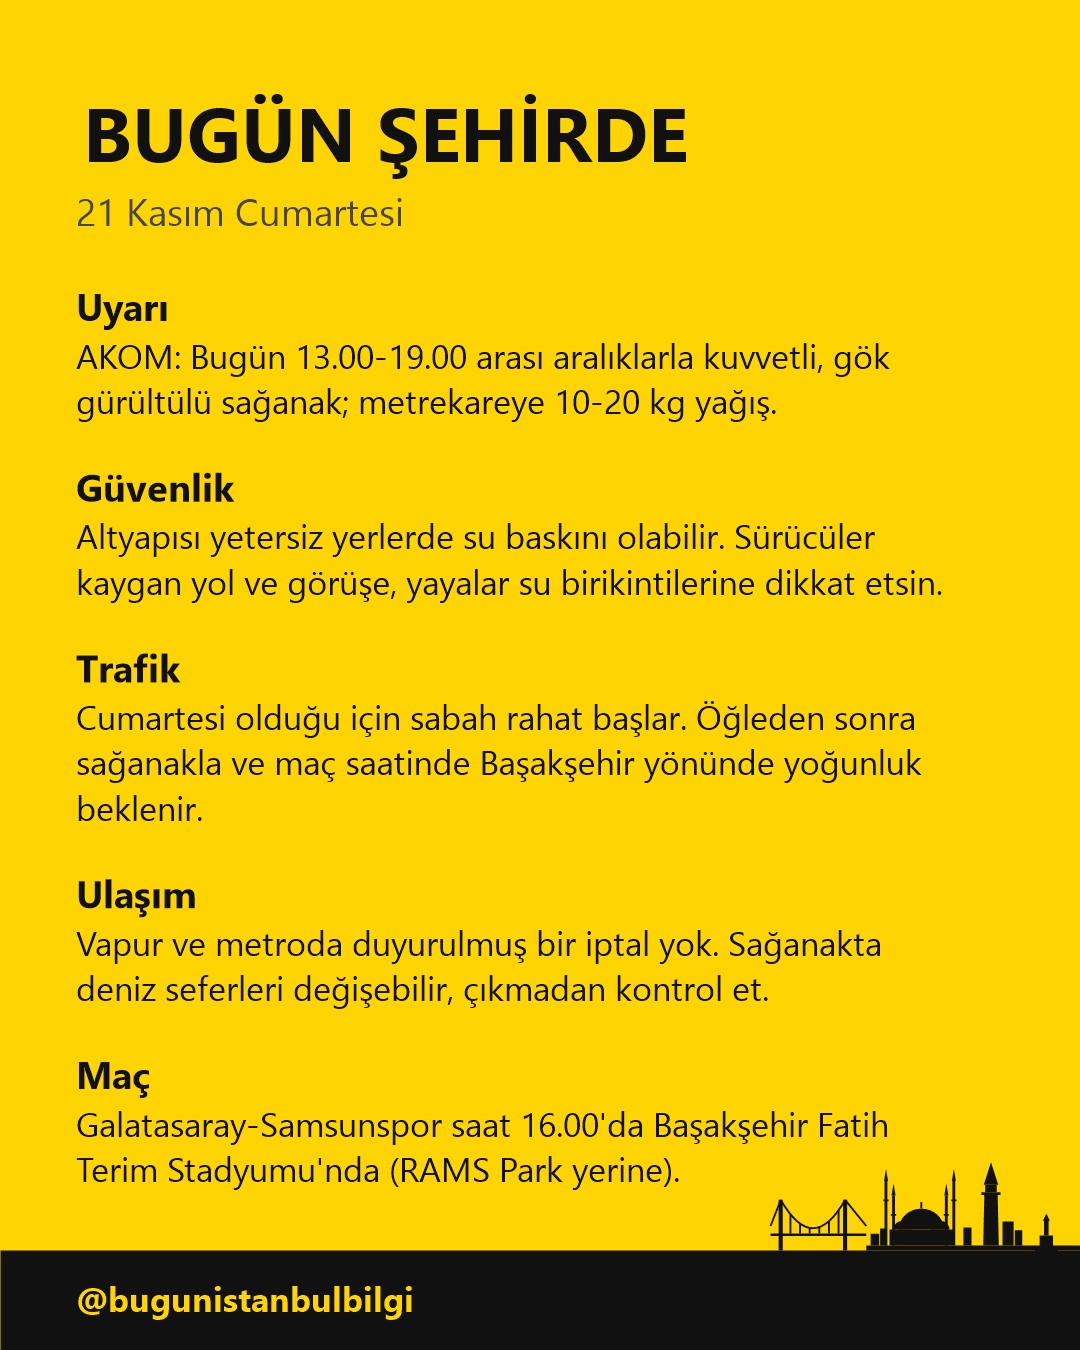 BUGÜN ŞEHİRDE
21 Kasım Cumartesi
Uyarı
AKOM: Bugün 13.00-19.00 arası aralıklarla kuvvetli, gök
gürültülü sağanak; metrekareye 10-20 kg yağış.
Güvenlik
Altyapısı yetersiz yerlerde su baskını olabilir. Sürücüler
kaygan yol ve görüşe, yayalar su birikintilerine dikkat etsin.
Trafik
Cumartesi olduğu için sabah rahat başlar. Öğleden sonra
sağanakla ve maç saatinde Başakşehir yönünde yoğunluk
beklenir.
Ulaşım
Vapur ve metroda duyurulmuş bir iptal yok. Sağanakta
deniz seferleri değişebilir, çıkmadan kontrol et.
Maç
Galatasaray-Samsunspor saat 16.00'da Başakşehir Fatih
Terim Stadyumu'nda (RAMS Park yerine).
@bugunistanbulbilgi